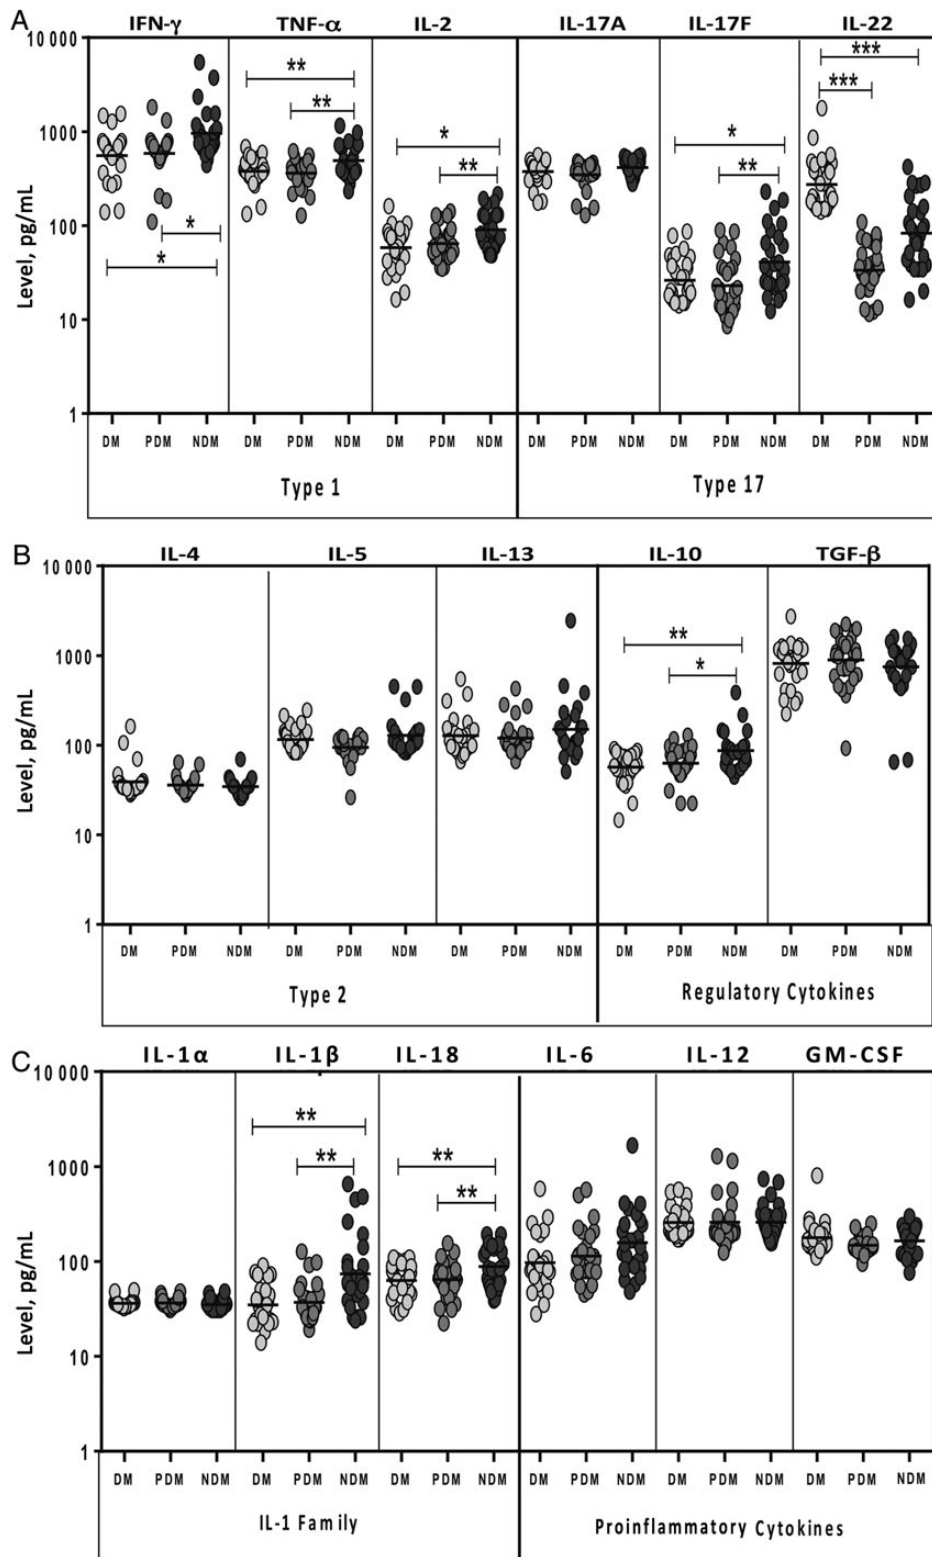 A
IFN-γ TNF-α IL-2 IL-17A IL-17F IL-22
Level, pg/mL
10 000
1000
100
10
1
** ** * ** * ** *** *** * *
DM PDM NDM DM PDM NDM DM PDM NDM DM PDM NDM DM PDM NDM DM PDM NDM
Type 1 Type 17
B
IL-4 IL-5 IL-13 IL-10 TGF-β
Level, pg/mL
10 000
1000
100
10
1
** *
DM PDM NDM DM PDM NDM DM PDM NDM DM PDM NDM DM PDM NDM
Type 2 Regulatory Cytokines
C
IL-1α IL-1β IL-18 IL-6 IL-12 GM-CSF
Level, pg/mL
10 000
1000
100
10
1
** ** ** **
DM PDM NDM DM PDM NDM DM PDM NDM DM PDM NDM DM PDM NDM DM PDM NDM
IL-1 Family Proinflammatory Cytokines